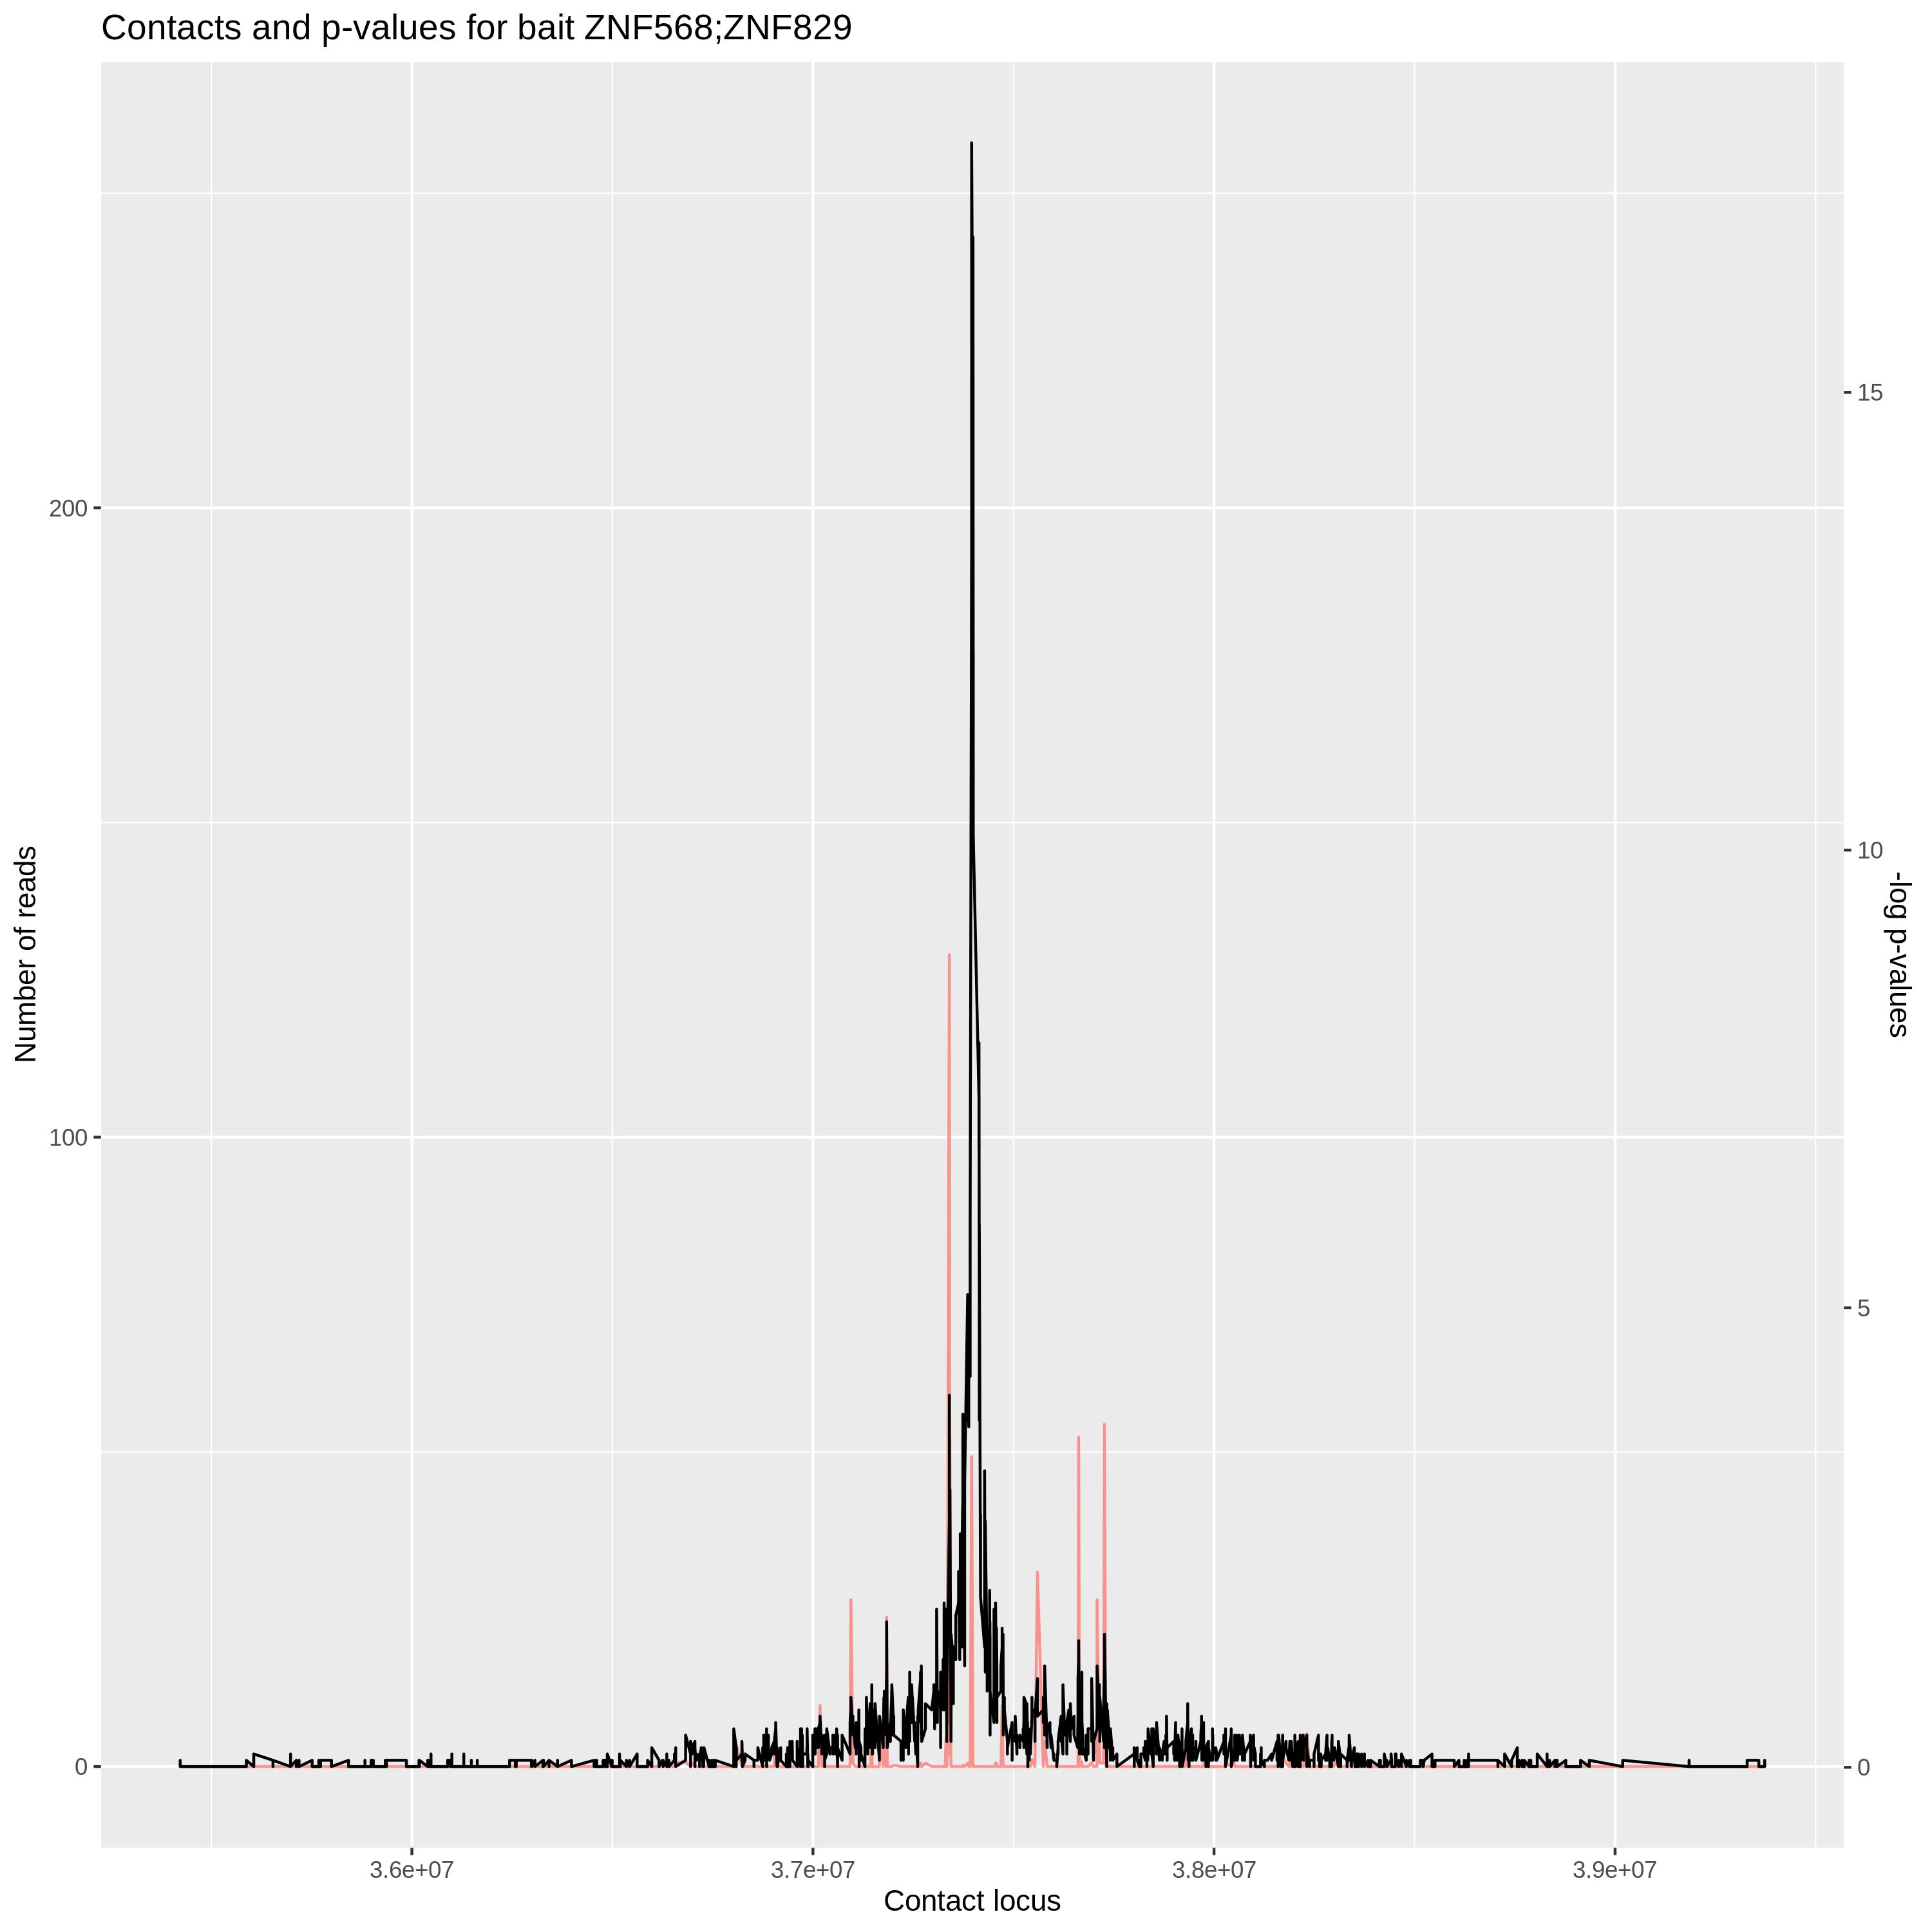 Contacts and p-values for bait ZNF568;ZNF829
Number of reads
200
100
0
15
10
5
0
-log p-values
3.6e+07
3.7e+07
3.8e+07
3.9e+07
Contact locus